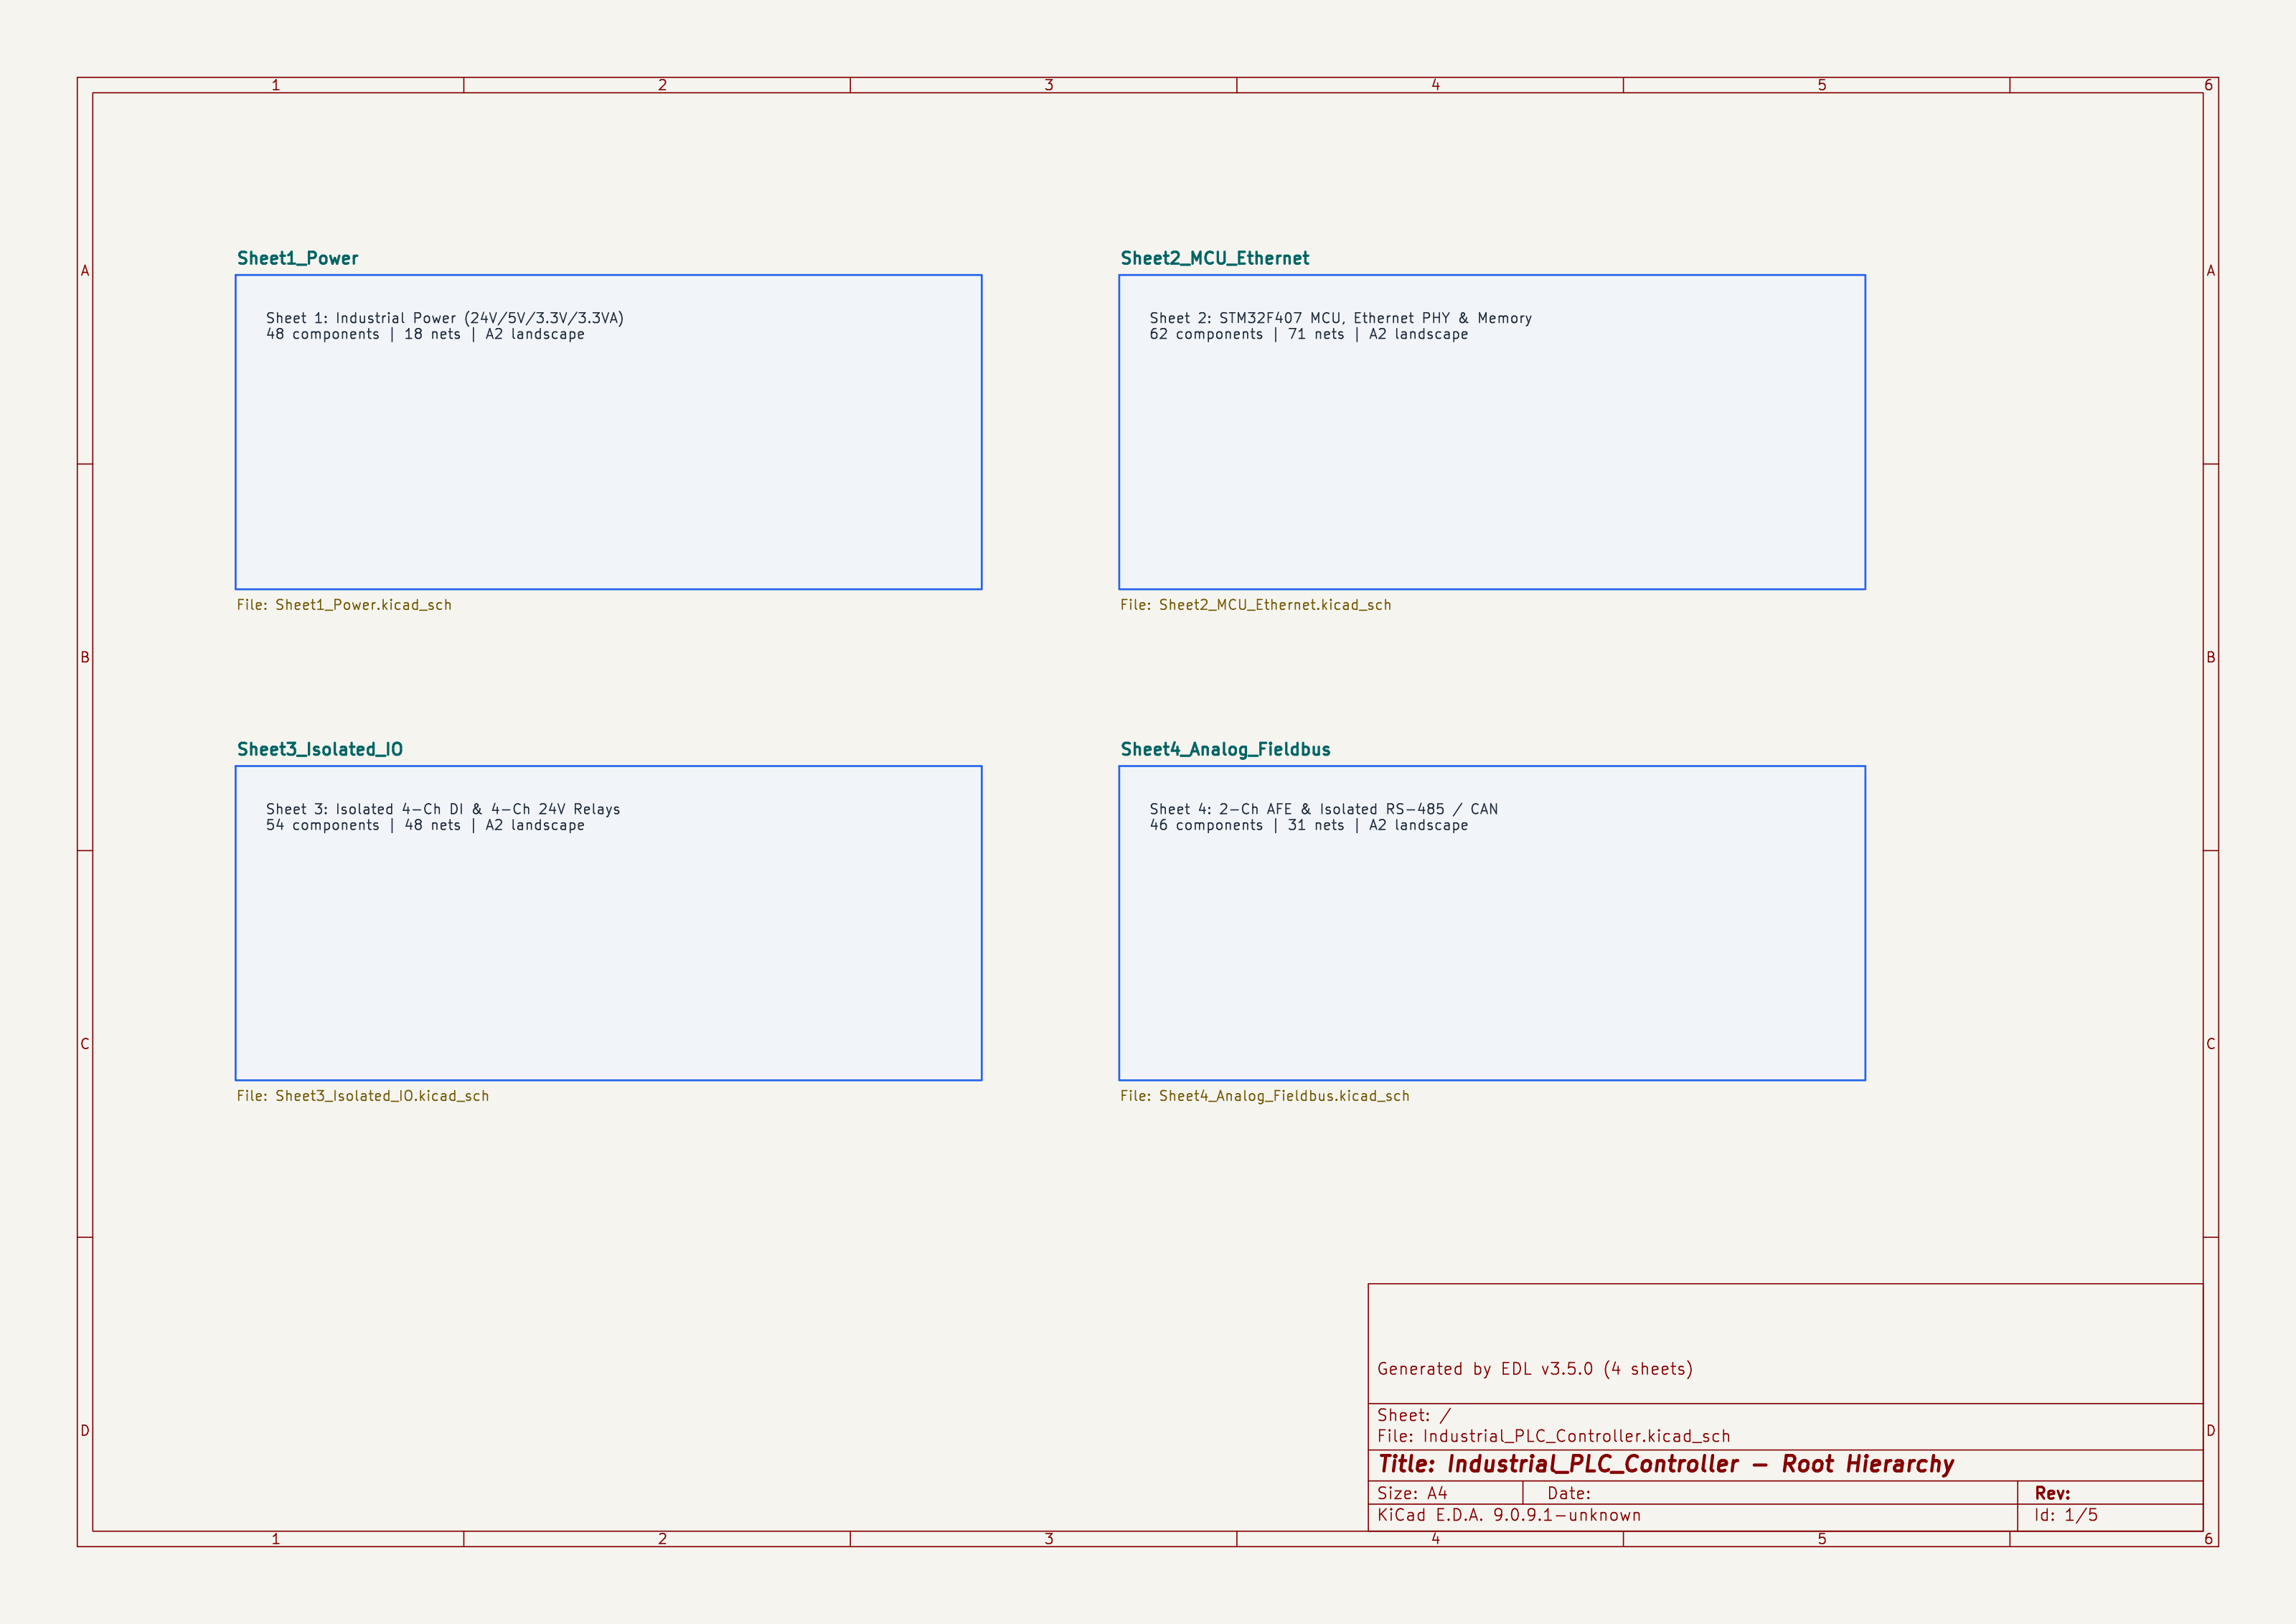 1 2 3 4 5 6
Sheet1_Power
Sheet2_MCU_Ethernet
A
A
Sheet 1: Industrial Power (24V/5V/3.3V/3.3VA)
48 components | 18 nets | A2 landscape
Sheet 2: STM32F407 MCU, Ethernet PHY & Memory
62 components | 71 nets | A2 landscape
File: Sheet1_Power.kicad_sch
File: Sheet2_MCU_Ethernet.kicad_sch
B
B
Sheet3_Isolated_IO
Sheet4_Analog_Fieldbus
Sheet 3: Isolated 4-Ch DI & 4-Ch 24V Relays
54 components | 48 nets | A2 landscape
Sheet 4: 2-Ch AFE & Isolated RS-485 / CAN
46 components | 31 nets | A2 landscape
C
C
File: Sheet3_Isolated_IO.kicad_sch
File: Sheet4_Analog_Fieldbus.kicad_sch
Generated by EDL v3.5.0 (4 sheets)
Sheet: /
File: Industrial_PLC_Controller.kicad_sch
D
D
Title: Industrial_PLC_Controller - Root Hierarchy
Size: A4
Date:
Rev:
KiCad E.D.A. 9.0.9.1-unknown
Id: 1/5
1 2 3 4 5 6